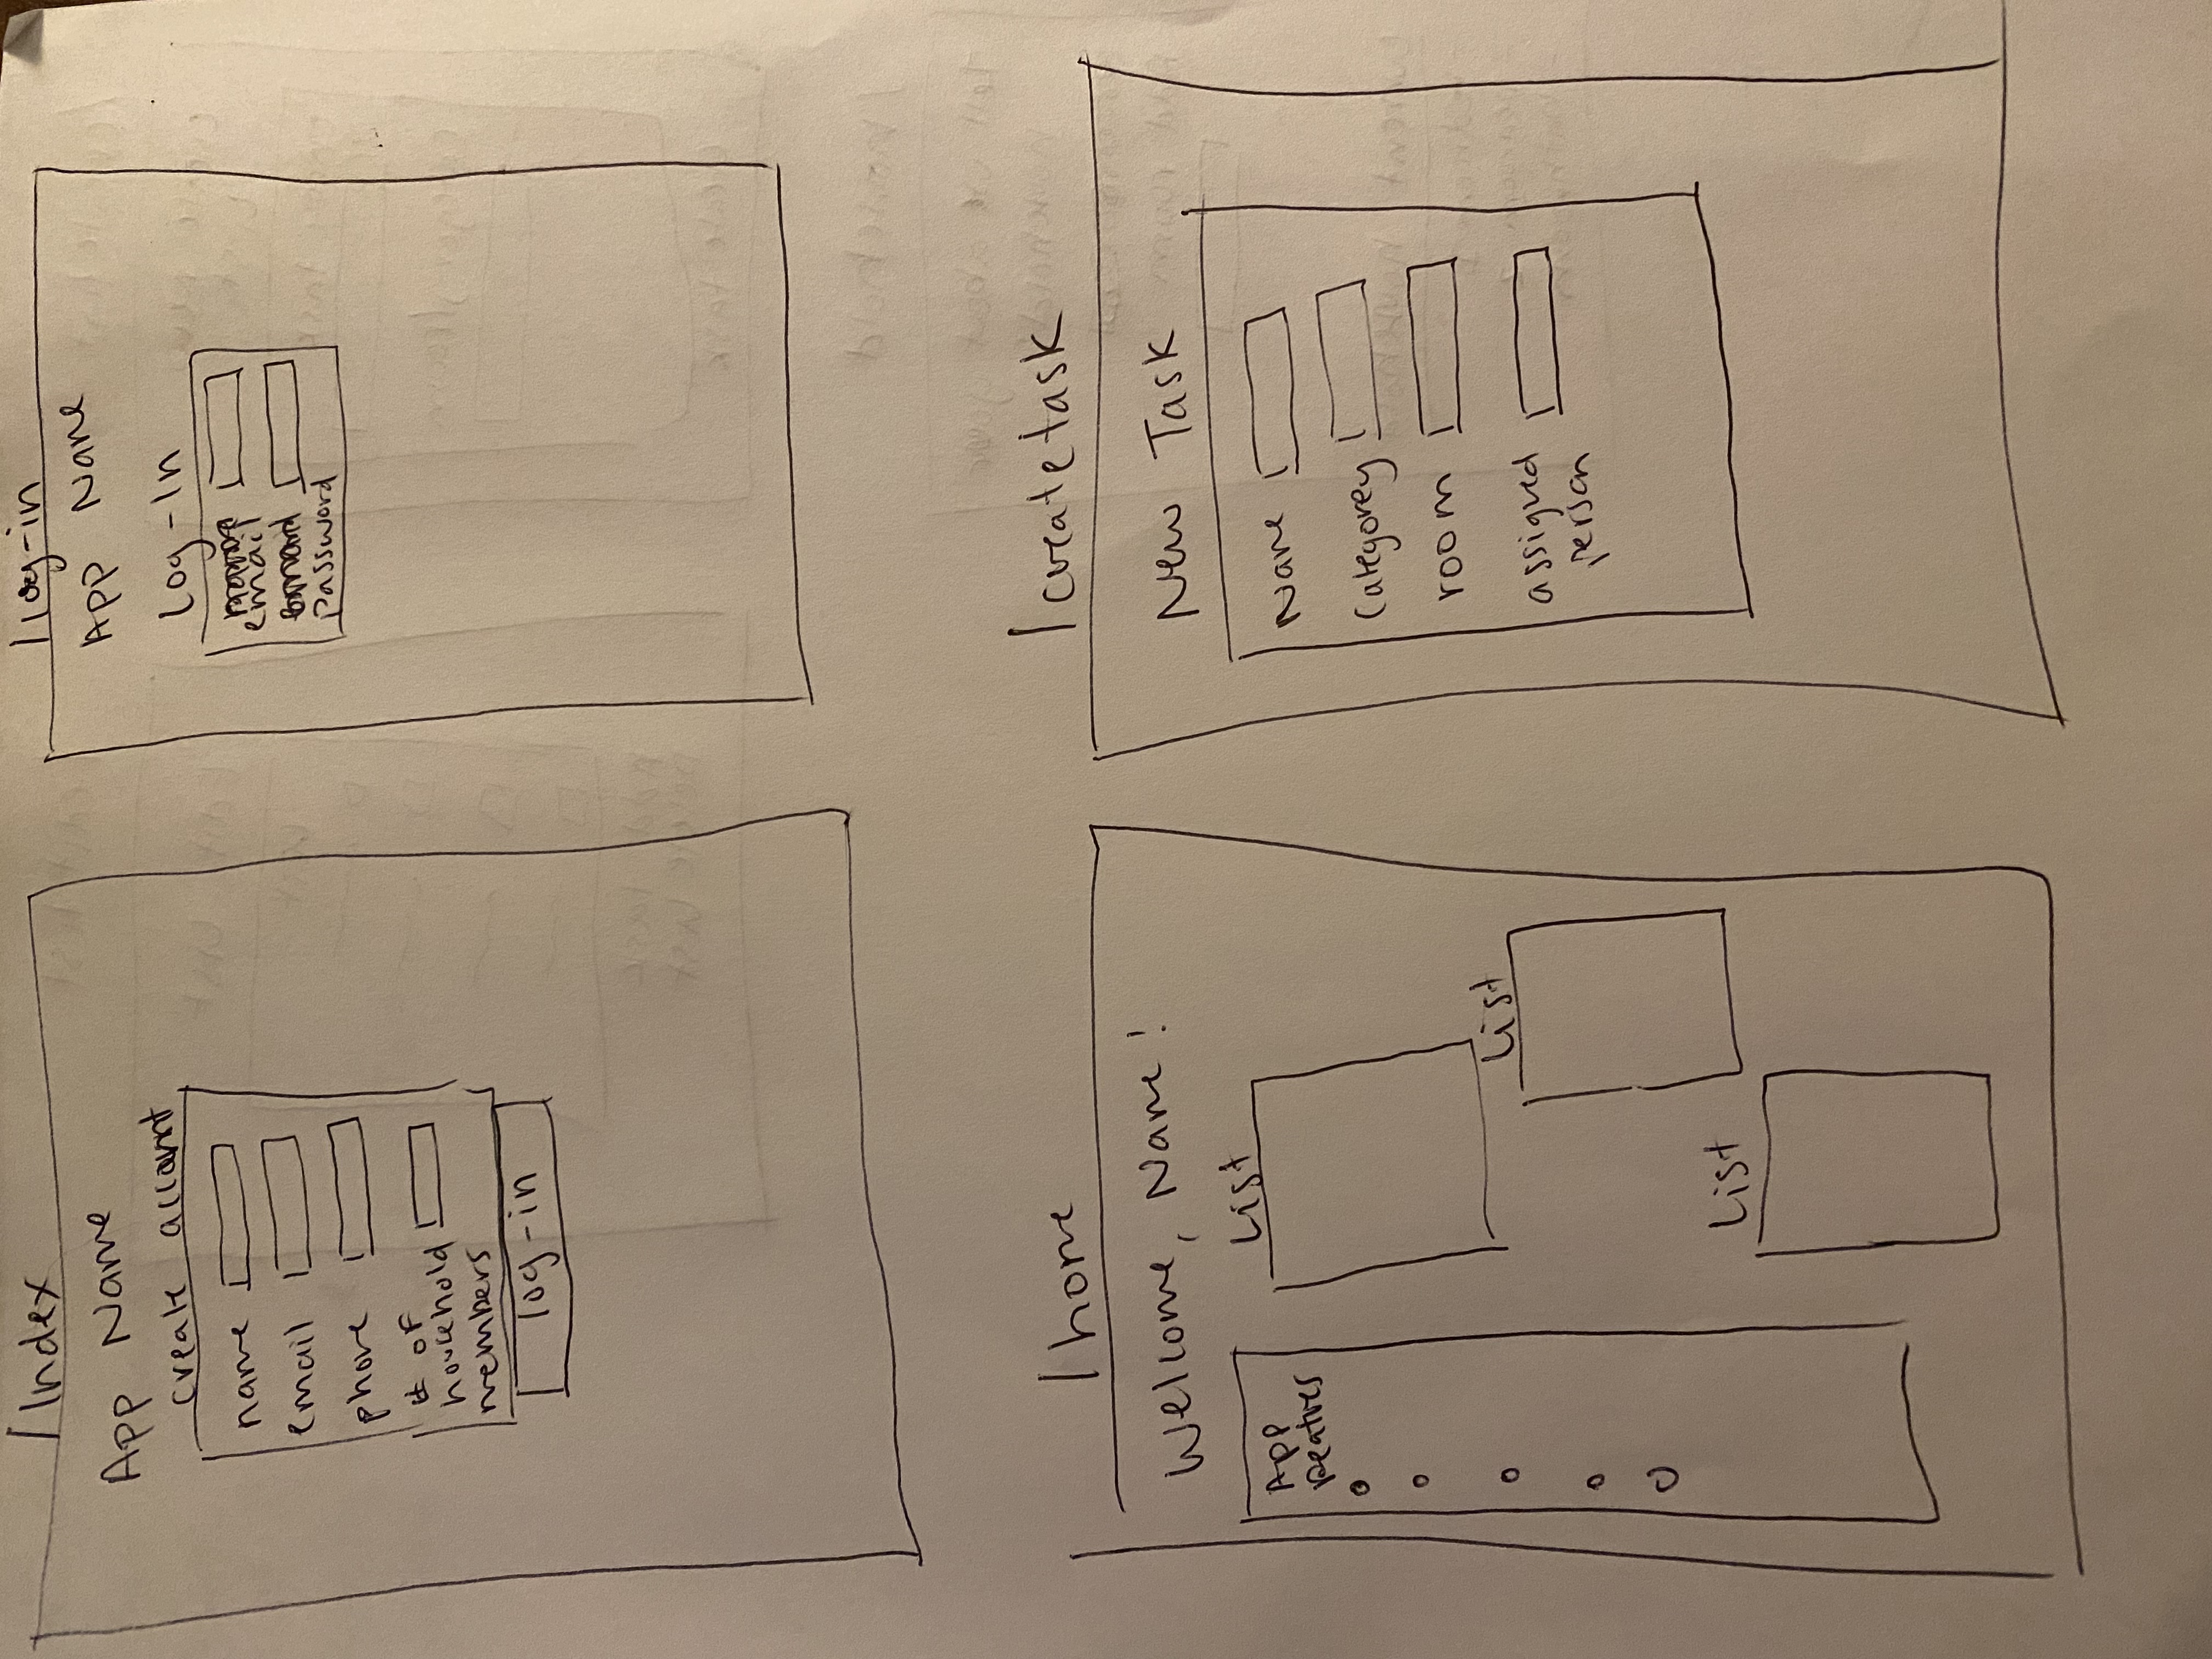 /Index
App Name
create account
name
email
phone
# of
household
members
log-in
/log-in
App Name
Log-In
email
password
/home
Welcome, Name!
App
Featres
List
List
List
/createtask
New Task
Name
Categorey
room
assigned
person